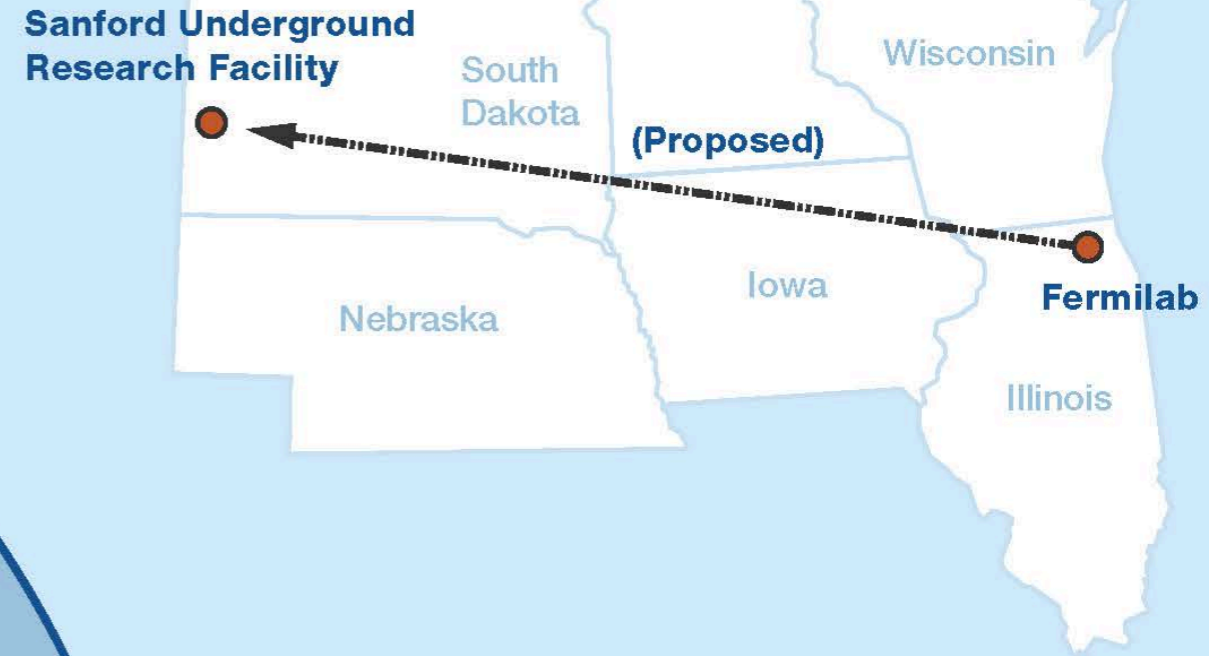 Sanford Underground
Research Facility
South
Dakota
Wisconsin
(Proposed)
Iowa
Fermilab
Nebraska
Illinois